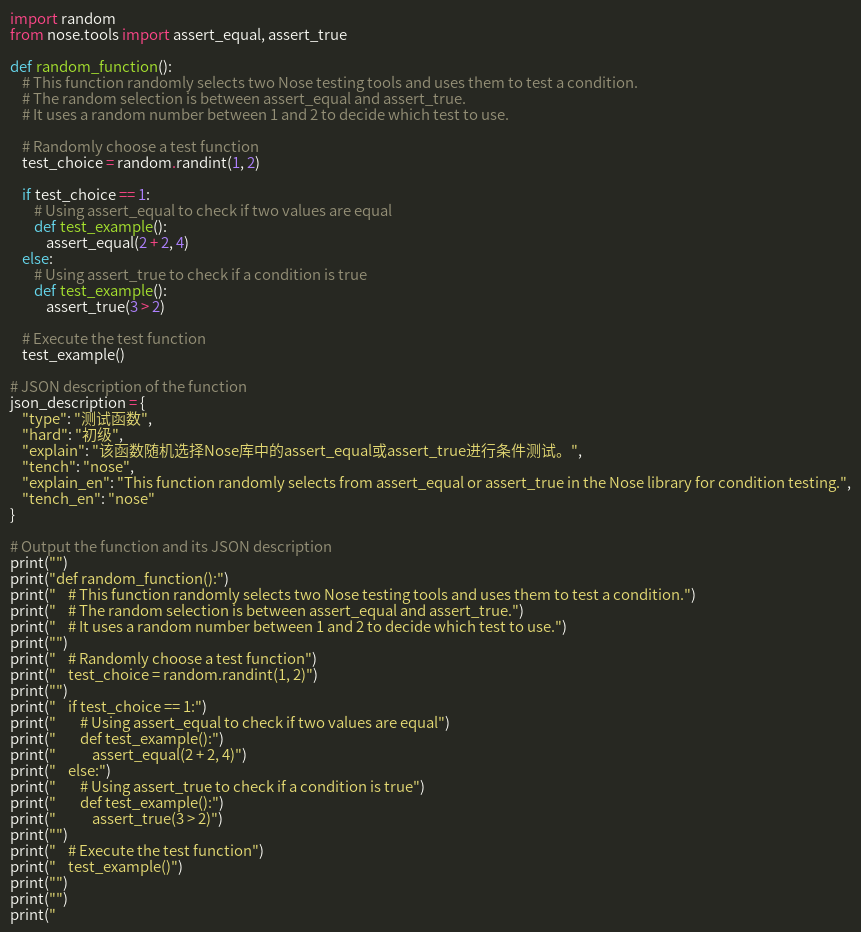 import random
from nose.tools import assert_equal, assert_true

def random_function():
    # This function randomly selects two Nose testing tools and uses them to test a condition.
    # The random selection is between assert_equal and assert_true.
    # It uses a random number between 1 and 2 to decide which test to use.

    # Randomly choose a test function
    test_choice = random.randint(1, 2)

    if test_choice == 1:
        # Using assert_equal to check if two values are equal
        def test_example():
            assert_equal(2 + 2, 4)
    else:
        # Using assert_true to check if a condition is true
        def test_example():
            assert_true(3 > 2)

    # Execute the test function
    test_example()

# JSON description of the function
json_description = {
    "type": "测试函数",
    "hard": "初级",
    "explain": "该函数随机选择Nose库中的assert_equal或assert_true进行条件测试。",
    "tench": "nose",
    "explain_en": "This function randomly selects from assert_equal or assert_true in the Nose library for condition testing.",
    "tench_en": "nose"
}

# Output the function and its JSON description
print("")
print("def random_function():")
print("    # This function randomly selects two Nose testing tools and uses them to test a condition.")
print("    # The random selection is between assert_equal and assert_true.")
print("    # It uses a random number between 1 and 2 to decide which test to use.")
print("")
print("    # Randomly choose a test function")
print("    test_choice = random.randint(1, 2)")
print("")
print("    if test_choice == 1:")
print("        # Using assert_equal to check if two values are equal")
print("        def test_example():")
print("            assert_equal(2 + 2, 4)")
print("    else:")
print("        # Using assert_true to check if a condition is true")
print("        def test_example():")
print("            assert_true(3 > 2)")
print("")
print("    # Execute the test function")
print("    test_example()")
print("")
print("")
print("